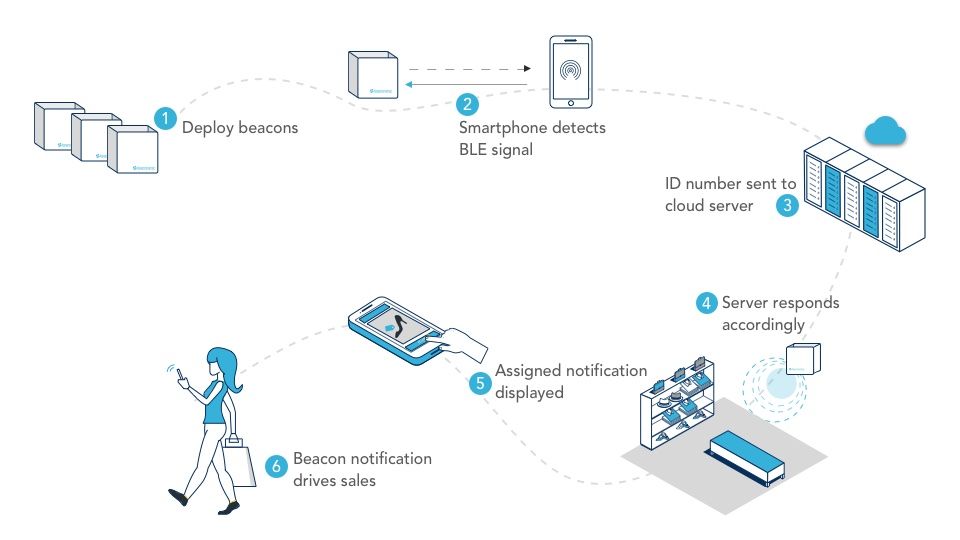 1
Deploy beacons
2
Smartphone detects
BLE signal
ID number sent to
cloud server 3
4 Server responds
accordingly
5 Assigned notification
displayed
6 Beacon notification
drives sales